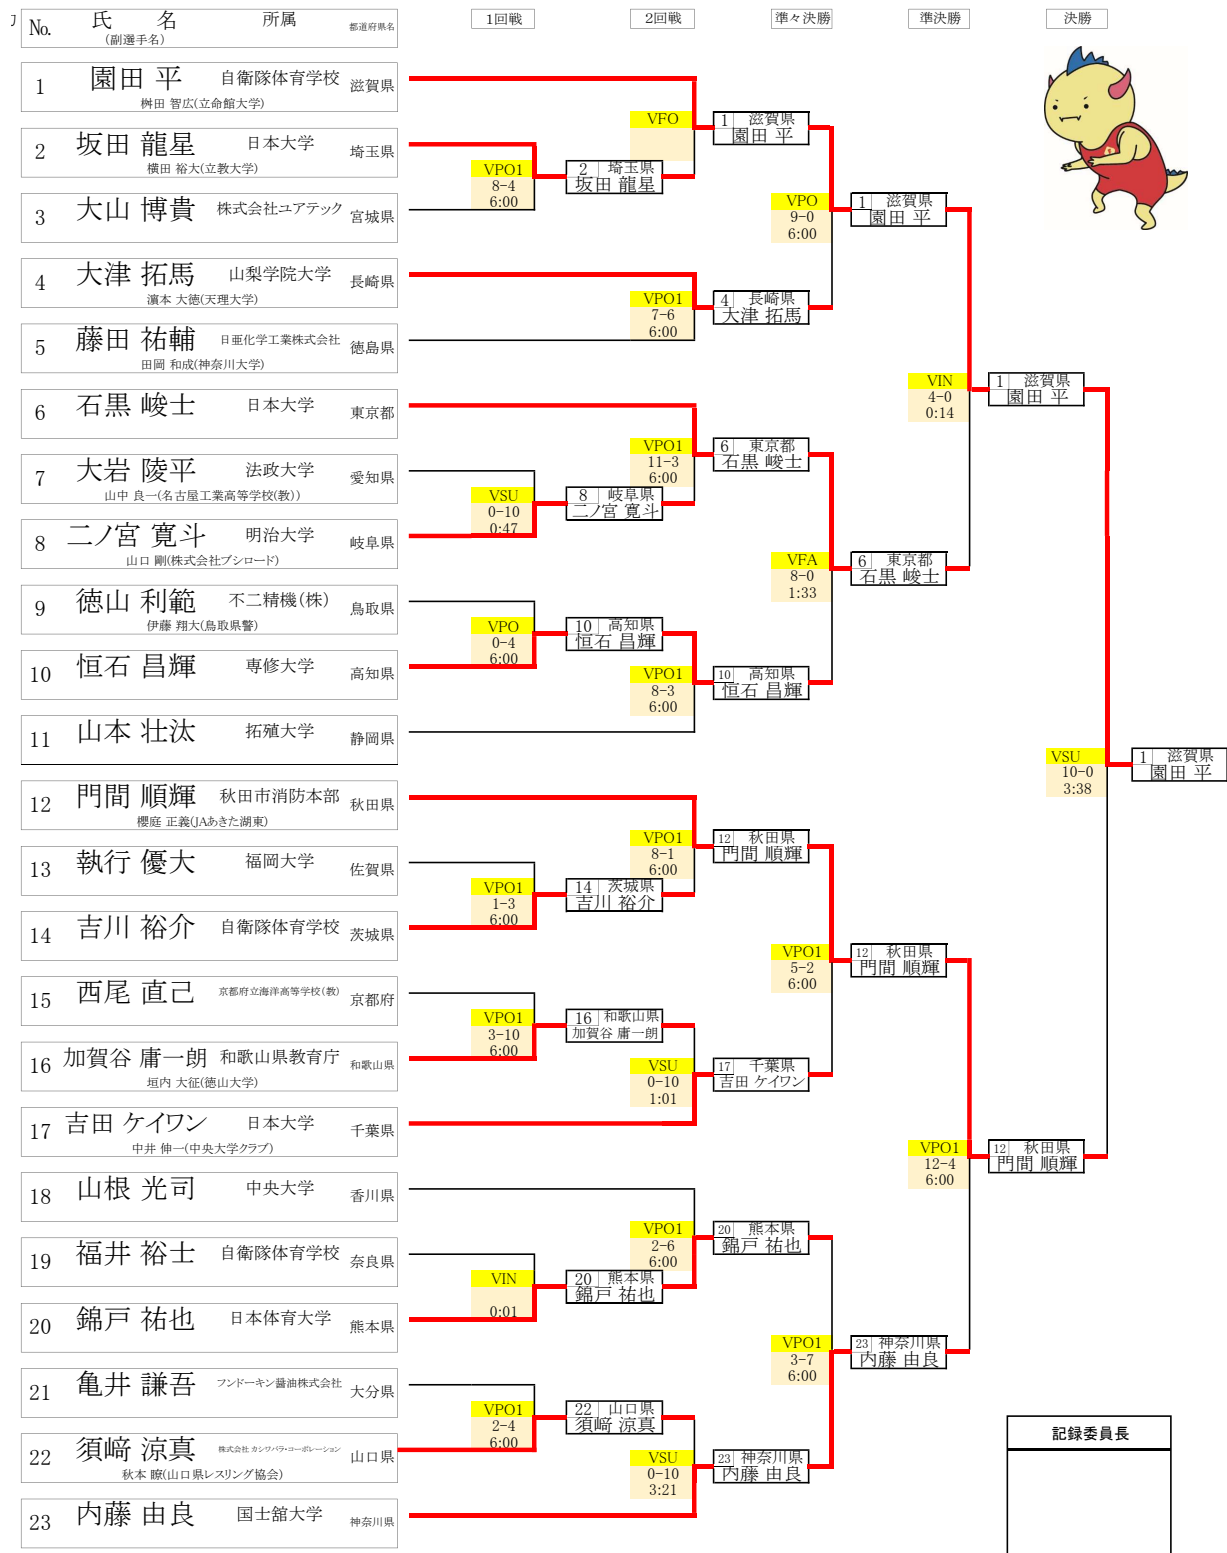 No. 氏 名 所属 都道府県名 1回戦 2回戦 準々決勝 準決勝 決勝
(副選手名)
1 園田 平 自衛隊体育学校 滋賀県
桝田 智広(立命館大学)
2 坂田 龍星 日本大学 埼玉県
横田 裕大(立教大学)
3 大山 博貴 株式会社ユアテック 宮城県
4 大津 拓馬 山梨学院大学 長崎県
濵本 大徳(天理大学)
5 藤田 祐輔 日亜化学工業株式会社 徳島県
田岡 和成(神奈川大学)
6 石黒 峻士 日本大学 東京都
7 大岩 陵平 法政大学 愛知県
山中 良一(名古屋工業高等学校(教))
8 二ノ宮 寛斗 明治大学 岐阜県
山口 剛(株式会社ブシロード)
9 徳山 利範 不二精機(株) 鳥取県
伊藤 翔大(鳥取県警)
10 恒石 昌輝 専修大学 高知県
11 山本 壮汰 拓殖大学 静岡県
12 門間 順輝 秋田市消防本部 秋田県
櫻庭 正義(JAあきた湖東)
13 執行 優大 福岡大学 佐賀県
14 吉川 裕介 自衛隊体育学校 茨城県
15 西尾 直己 京都府立海洋高等学校(教) 京都府
16 加賀谷 庸一朗 和歌山県教育庁 和歌山県
垣内 大征(徳山大学)
17 吉田 ケイワン 日本大学 千葉県
中井 伸一(中央大学クラブ)
18 山根 光司 中央大学 香川県
19 福井 裕士 自衛隊体育学校 奈良県
20 錦戸 祐也 日本体育大学 熊本県
21 亀井 謙吾 フンドーキン醤油株式会社 大分県
22 須﨑 涼真 株式会社 カシワバラ・コーポレーション 山口県
秋本 瞭(山口県レスリング協会)
23 内藤 由良 国士舘大学 神奈川県
VPO1
8-4
6:00
2 埼玉県
坂田 龍星
VSU
0-10
0:47
8 岐阜県
二ノ宮 寛斗
VPO
0-4
6:00
10 高知県
恒石 昌輝
VPO1
1-3
6:00
14 茨城県
吉川 裕介
VPO1
3-10
6:00
16 和歌山県
加賀谷 庸一朗
VIN
0:01
20 熊本県
錦戸 祐也
VPO1
2-4
6:00
22 山口県
須﨑 涼真
VFO
1 滋賀県
園田 平
VPO1
7-6
6:00
4 長崎県
大津 拓馬
VPO1
11-3
6:00
6 東京都
石黒 峻士
VPO1
8-3
6:00
10 高知県
恒石 昌輝
VPO1
8-1
6:00
12 秋田県
門間 順輝
VSU
0-10
1:01
17 千葉県
吉田 ケイワン
VPO1
2-6
6:00
20 熊本県
錦戸 祐也
VSU
0-10
3:21
23 神奈川県
内藤 由良
VPO
9-0
6:00
1 滋賀県
園田 平
VFA
8-0
1:33
6 東京都
石黒 峻士
VPO1
5-2
6:00
12 秋田県
門間 順輝
VPO1
3-7
6:00
23 神奈川県
内藤 由良
VIN
4-0
0:14
1 滋賀県
園田 平
VPO1
12-4
6:00
12 秋田県
門間 順輝
VSU
10-0
3:38
1 滋賀県
園田 平
記録委員長